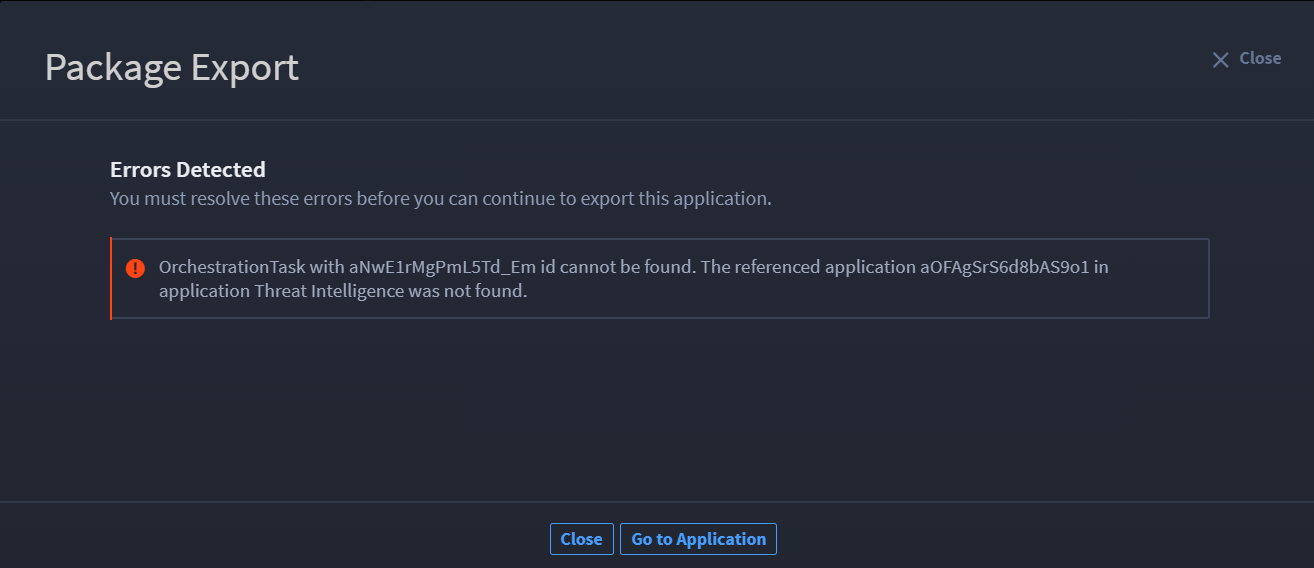 Package Export
Close
Errors Detected
You must resolve these errors before you can continue to export this application.
OrchestrationTask with aNwE1rMgPmL5Td_Em id cannot be found. The referenced application aOFAgSrS6d8bAS9o1 in
application Threat Intelligence was not found.
Close
Go to Application